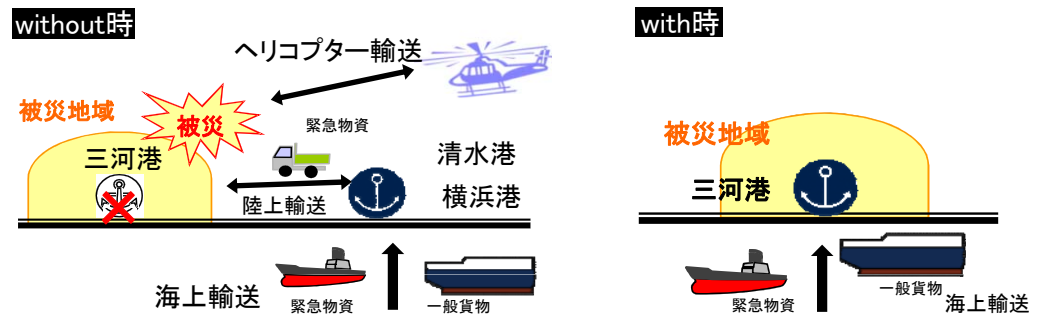 without時
ヘリコプター輸送
被災地域
被災
緊急物資
三河港
清水港
横浜港
陸上輸送
海上輸送
緊急物資
一般貨物
with時
被災地域
三河港
緊急物資
一般貨物
海上輸送